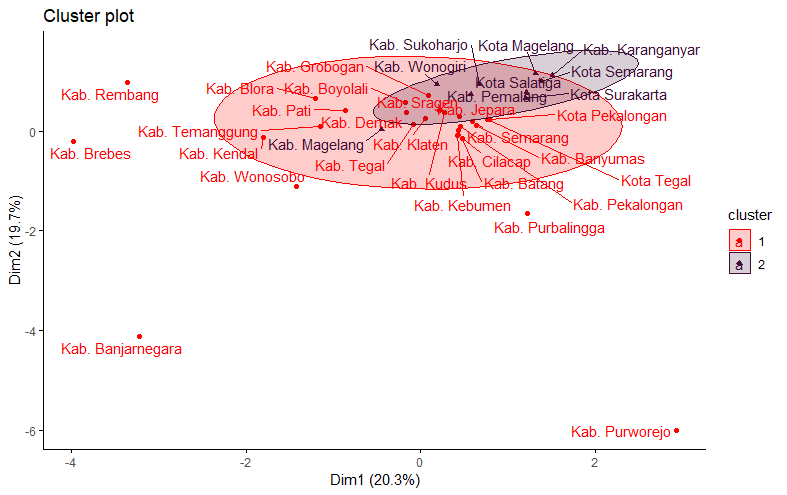 Cluster plot
Kab. Sukoharjo
Kota Magelang
Kab. Karanganyar
Kab. Grobogan
Kab. Wonogiri
Kota Semarang
Kab. Rembang
Kab. Blora
Kab. Boyolali
Kota Salatiga
Kab. Pemalang
Kota Surakarta
Kab. Pati
Kab. Sragen
Kab. Jepara
Kota Pekalongan
Kab. Temanggung
Kab. Demak
Kab. Semarang
Kab. Brebes
Kab. Kendal
Kab. Magelang
Kab. Klaten
Kab. Tegal
Kab. Cilacap
Kab. Banyumas
Kab. Wonosobo
Kab. Kudus
Kab. Batang
Kota Tegal
Kab. Kebumen
Kab. Pekalongan
Kab. Purbalingga
Kab. Banjarnegara
Kab. Purworejo
0
-2
-4
-6
Dim2 (19.7%)
-4
-2
0
2
Dim1 (20.3%)
cluster
a 1
a 2